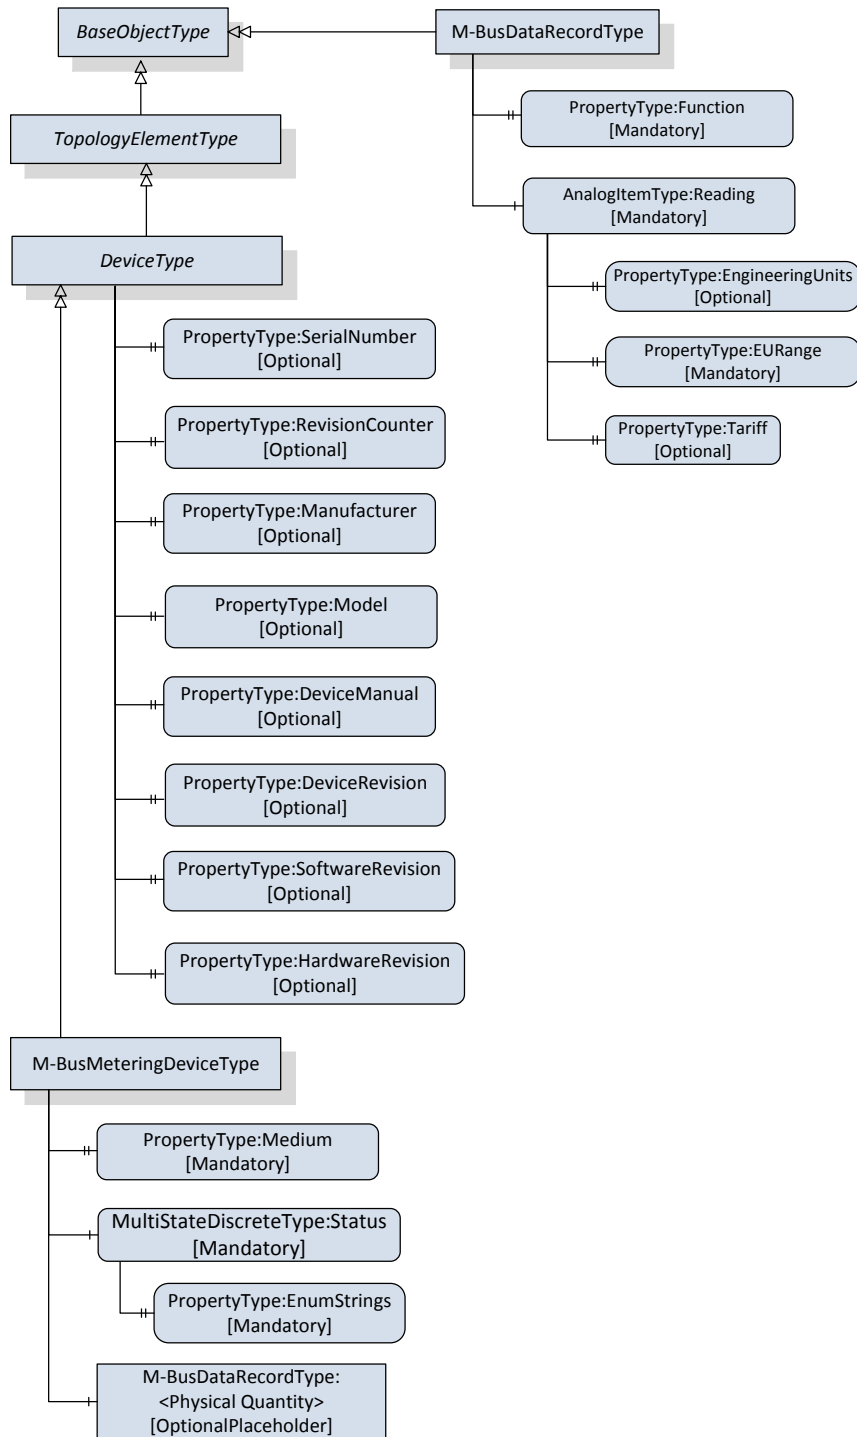 BaseObjectType
M-BusDataRecordType
PropertyType:Function
[Mandatory]
TopologyElementType
AnalogItemType:Reading
[Mandatory]
DeviceType
PropertyType:EngineeringUnits
[Optional]
PropertyType:SerialNumber
[Optional]
PropertyType:EURange
[Mandatory]
PropertyType:RevisionCounter
[Optional]
PropertyType:Tariff
[Optional]
PropertyType:Manufacturer
[Optional]
PropertyType:Model
[Optional]
PropertyType:DeviceManual
[Optional]
PropertyType:DeviceRevision
[Optional]
PropertyType:SoftwareRevision
[Optional]
PropertyType:HardwareRevision
[Optional]
M-BusMeteringDeviceType
PropertyType:Medium
[Mandatory]
MultiStateDiscreteType:Status
[Mandatory]
PropertyType:EnumStrings
[Mandatory]
M-BusDataRecordType:
<Physical Quantity>
[OptionalPlaceholder]